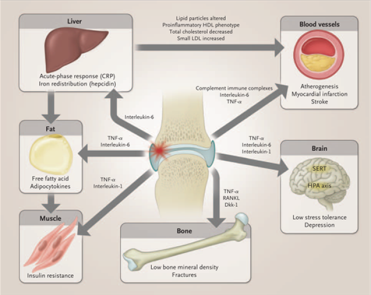 Liver
Acute-phase response (CRP)
Iron redistribution (hepcidin)
Lipid particles altered
Proinflammatory HDL phenotype
Total cholesterol decreased
Small LDL increased
Blood vessels
Atherogenesis
Myocardial infarction
Stroke
Complement immune complexes
Interleukin-6
TNF-α
Interleukin-6
Fat
Free fatty acid
Adipocytokines
TNF-α
Interleukin-6
TNF-α
Interleukin-6
Interleukin-1
Brain
SERT
HPA axis
Low stress tolerance
Depression
TNF-α
Interleukin-1
Muscle
Insulin resistance
TNF-α
RANKL
Dkk-1
Bone
Low bone mineral density
Fractures